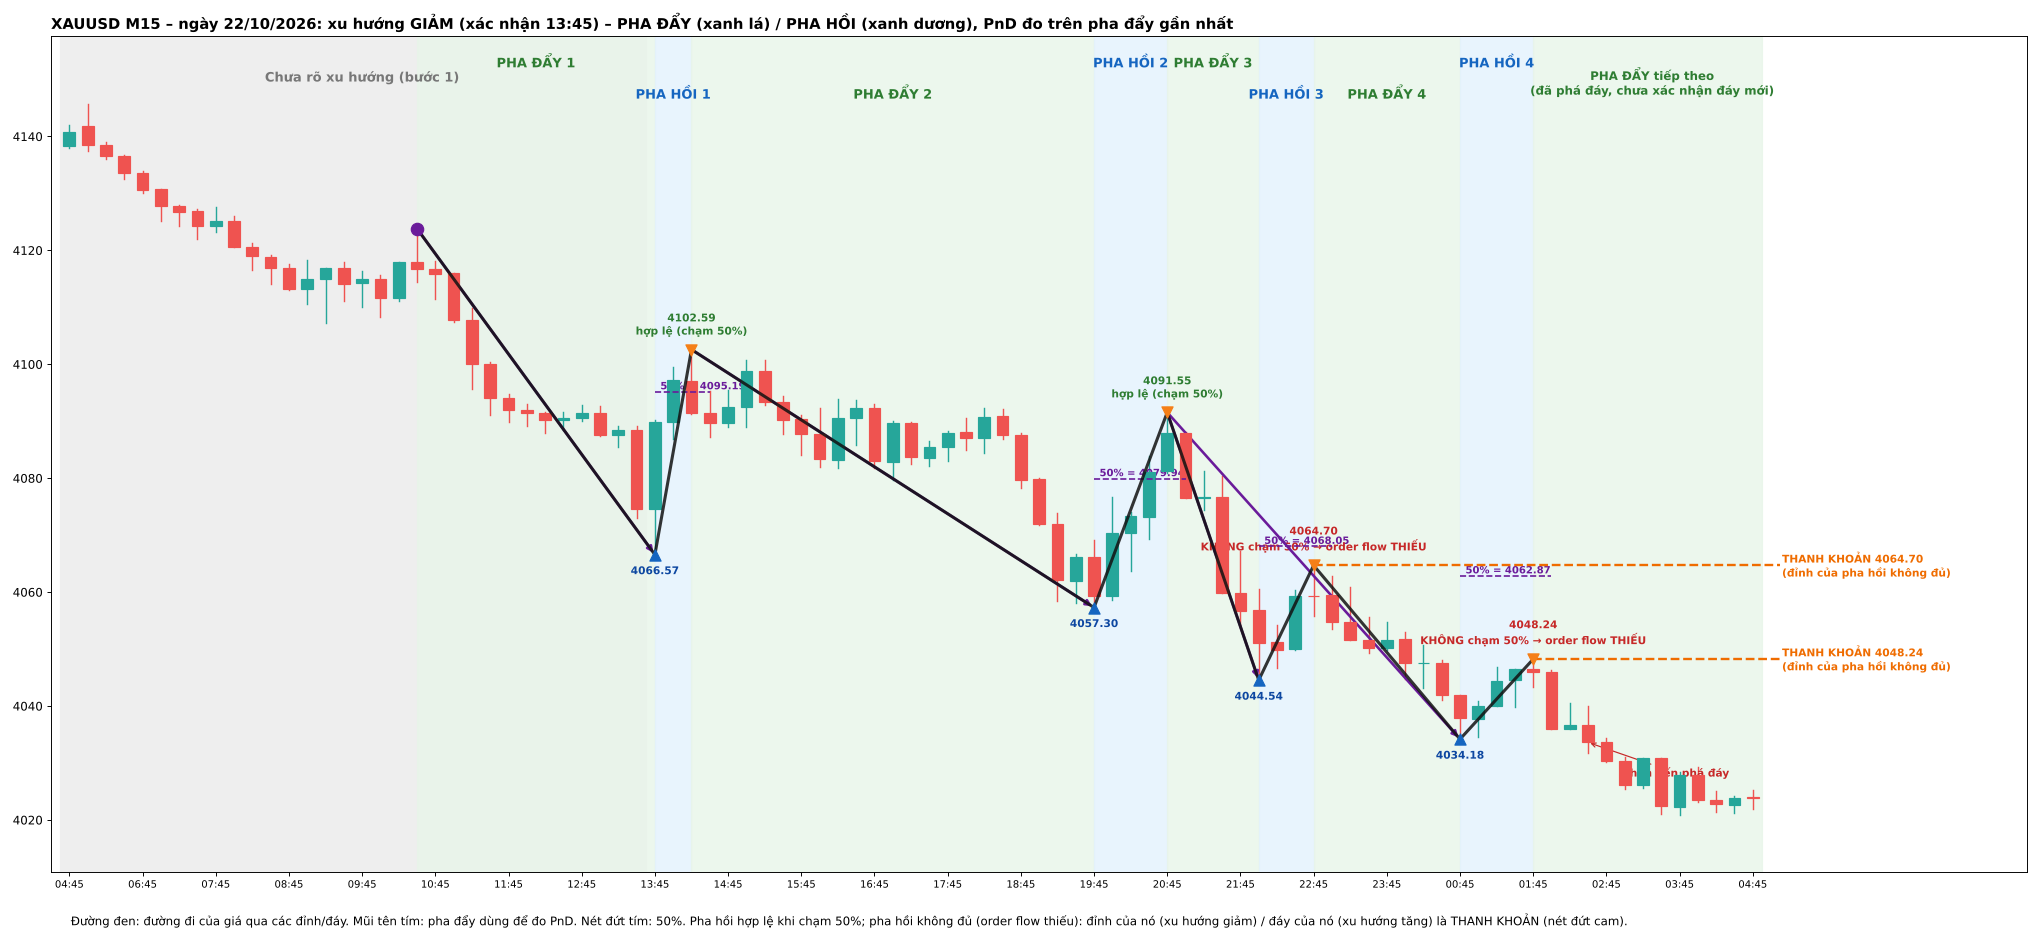 XAUUSD M15 – ngày 22/10/2026: xu hướng GIẢM (xác nhận 13:45) – PHA ĐẨY (xanh lá) / PHA HỒI (xanh dương), PnD đo trên pha đẩy gần nhất
PHA ĐẨY 1
PHA HỒI 2
PHA ĐẨY 3
PHA HỒI 4
Chưa rõ xu hướng (bước 1)
PHA ĐẨY tiếp theo
(đã phá đáy, chưa xác nhận đáy mới)
PHA HỒI 1
PHA ĐẨY 2
PHA HỒI 3
PHA ĐẨY 4
4140
4120
4100
4080
4060
4040
4020
4102.59
hợp lệ (chạm 50%)
4095.19
4066.57
4091.55
hợp lệ (chạm 50%)
50% = 4079.94
4057.30
4064.70
50% = 4068.05
KHÔNG chạm 50% → order flow THIẾU
4044.54
50% = 4062.87
THANH KHOẢN 4064.70
(đỉnh của pha hồi không đủ)
4048.24
KHÔNG chạm 50% → order flow THIẾU
THANH KHOẢN 4048.24
(đỉnh của pha hồi không đủ)
4034.18
phá đáy
04:45 06:45 07:45 08:45 09:45 10:45 11:45 12:45 13:45 14:45 15:45 16:45 17:45 18:45 19:45 20:45 21:45 22:45 23:45 00:45 01:45 02:45 03:45 04:45
Đường đen: đường đi của giá qua các đỉnh/đáy. Mũi tên tím: pha đẩy dùng để đo PnD. Nét đứt tím: 50%. Pha hồi hợp lệ khi chạm 50%; pha hồi không đủ (order flow thiếu): đỉnh của nó (xu hướng giảm) / đáy của nó (xu hướng tăng) là THANH KHOẢN (nét đứt cam).